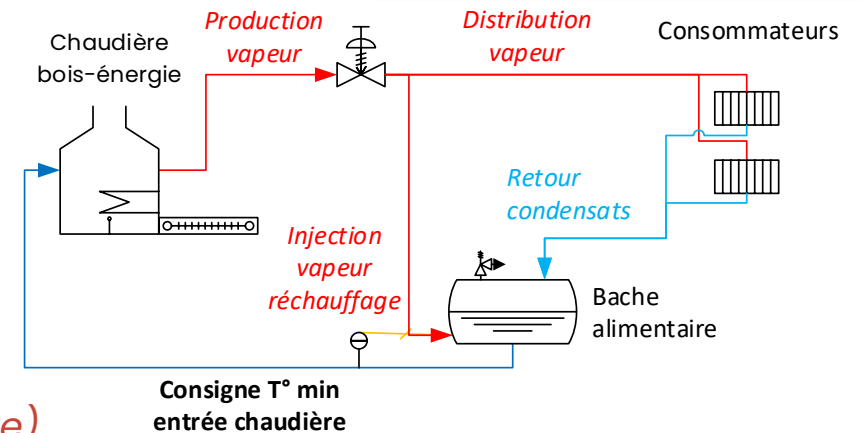 Chaudière
bois-énergie
Production
vapeur
Distribution
vapeur
Consommateurs
Retour
condensats
Injection
vapeur
réchauffage
Bache
alimentaire
Consigne T° min
entrée chaudière
e)